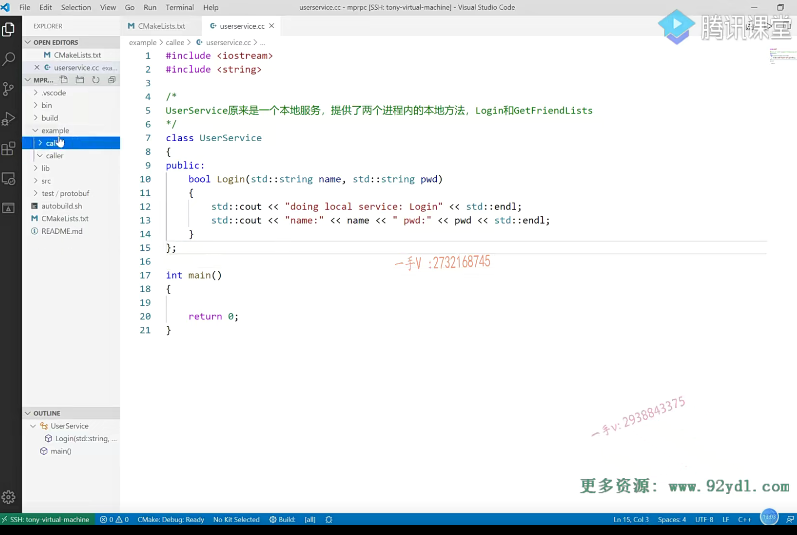 File Edit Selection View Go Run Terminal Help
userservice.cc - mprpc [SSH: tony-virtual-machine] - Visual Studio Code
腾讯课堂
EXPLORER
OPEN EDITORS
M CMakeLists.txt
userservice.cc exa...
MPR...
.vscode
bin
build
example
caller
lib
src
test / protobuf
autobuild.sh
M CMakeLists.txt
README.md
OUTLINE
UserService
Login(std::string, ...
main()
M CMakeLists.txt
userservice.cc
example > callee > userservice.cc > ...
1 #include <iostream>
2 #include <string>
3
4 /*
5 UserService原来是一个本地服务，提供了两个进程内的本地方法，Login和GetFriendLists
6 */
7 class UserService
8 {
9 public:
10 bool Login(std::string name, std::string pwd)
11 {
12 std::cout << "doing local service: Login" << std::endl;
13 std::cout << "name:" << name << " pwd:" << pwd << std::endl;
14 }
15 };
16
17 int main()
18 {
19
20 return 0;
21 }
一手V :2732168745
一手v: 2938843375
更多资源: www.92ydl.com
SSH: tony-virtual-machine 0 0 CMake: Debug: Ready No Kit Selected Build: [all] Ln 15, Col 3 Spaces: 4 UTF-8 LF C++